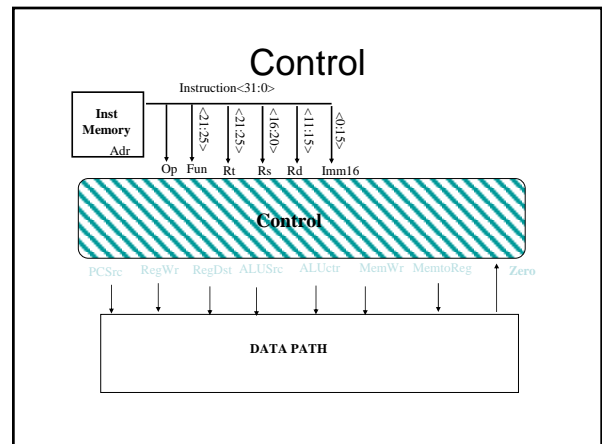 Control
Instruction<31:0>
Inst
Memory
Adr
<21:25>
<21:25>
<16:20>
<11:15>
<0:15>
Op Fun Rt Rs Rd Imm16
Control
PCSrc RegWr RegDst ALUSrc ALUctr MemWr MemtoReg Zero
DATA PATH